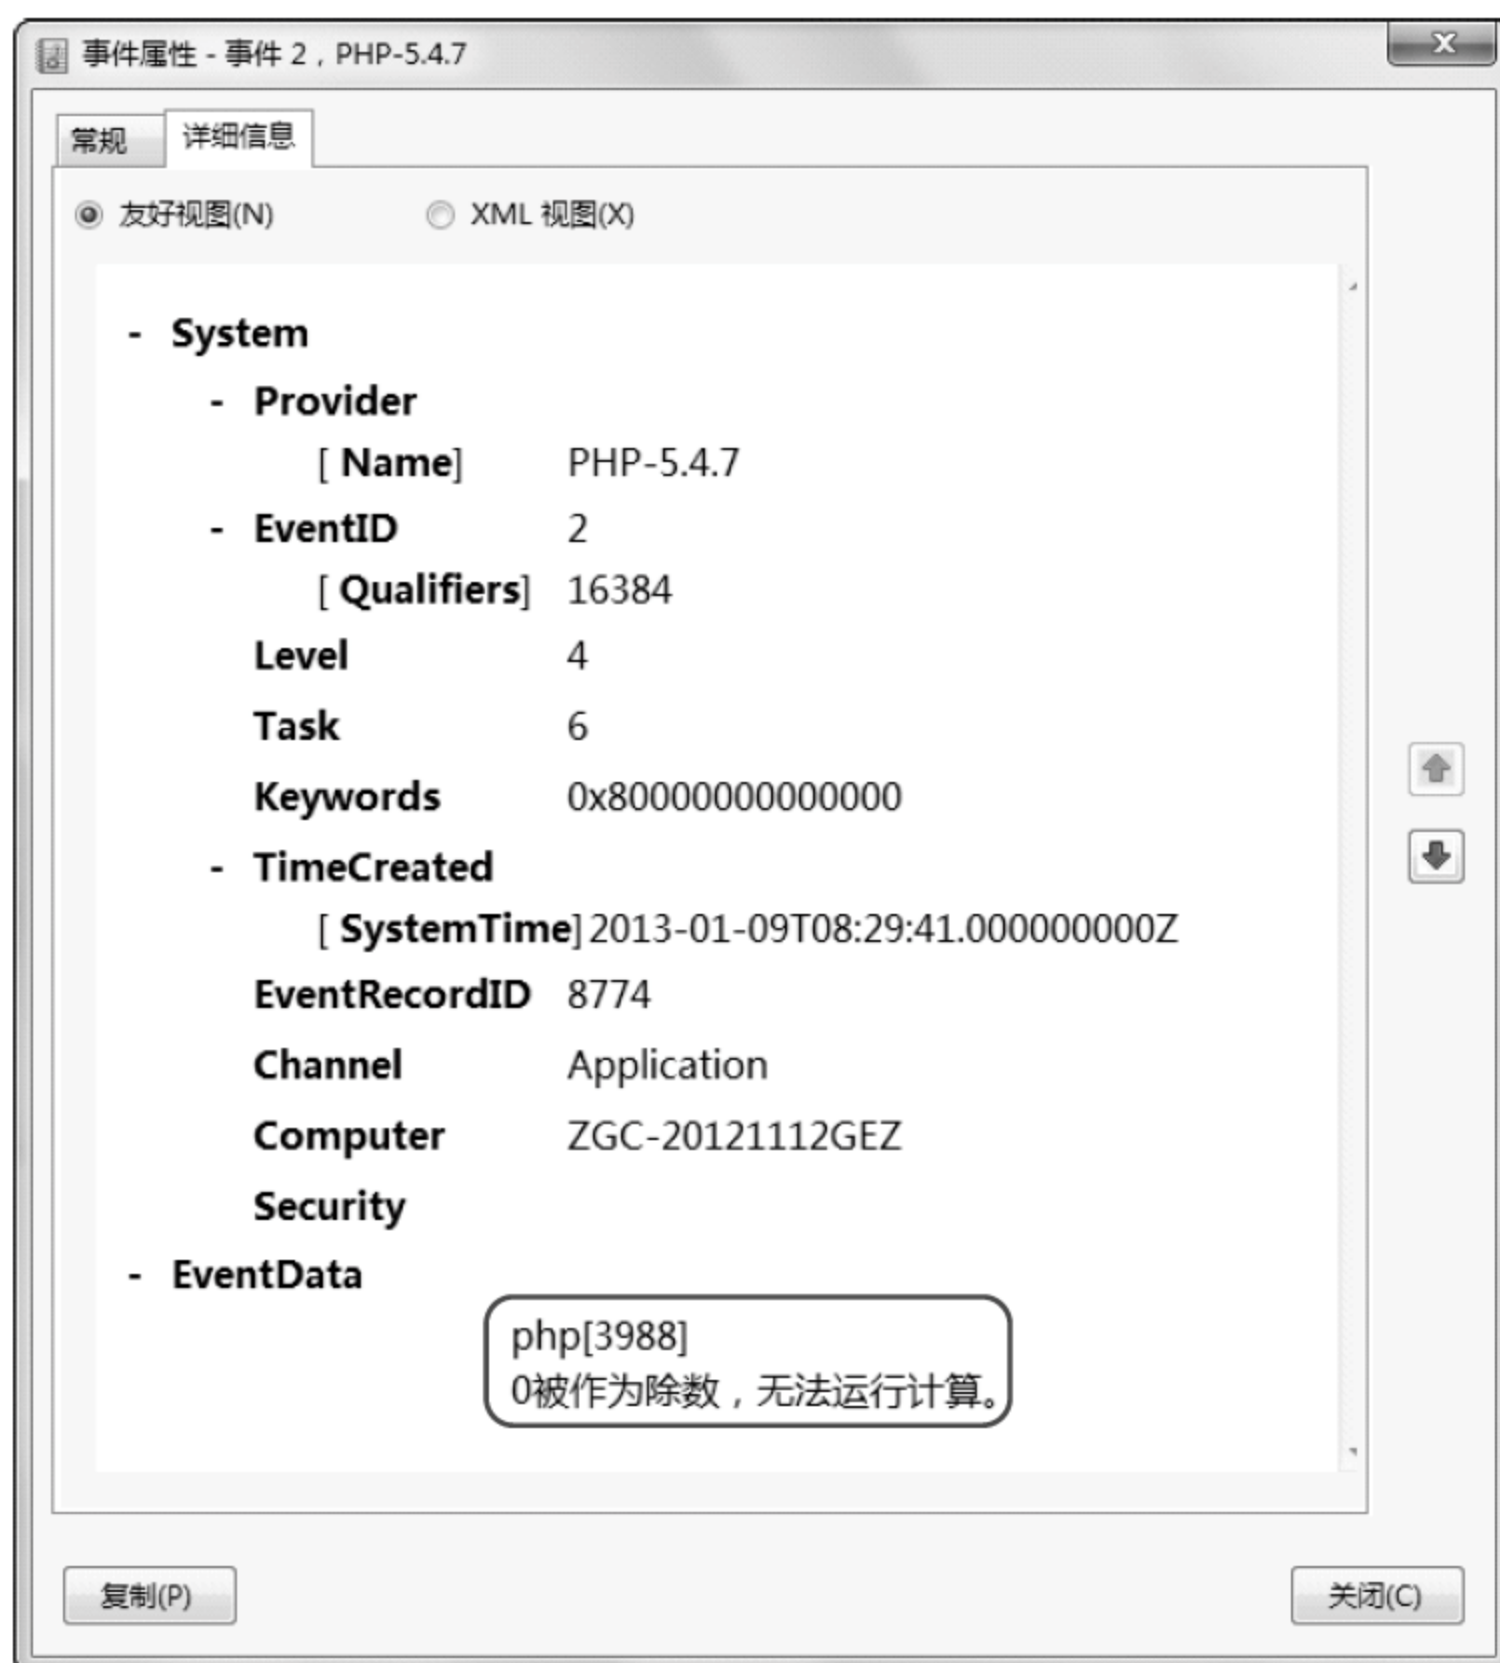 事件属性 - 事件 2，PHP-5.4.7
常规 详细信息
友好视图(N) XML 视图(X)
- System
- Provider
[ Name] PHP-5.4.7
- EventID 2
[ Qualifiers] 16384
Level 4
Task 6
Keywords 0x80000000000000
- TimeCreated
[ SystemTime] 2013-01-09T08:29:41.000000000Z
EventRecordID 8774
Channel Application
Computer ZGC-20121112GEZ
Security
- EventData
php[3988]
0被作为除数，无法运行计算。
复制(P) 关闭(C)